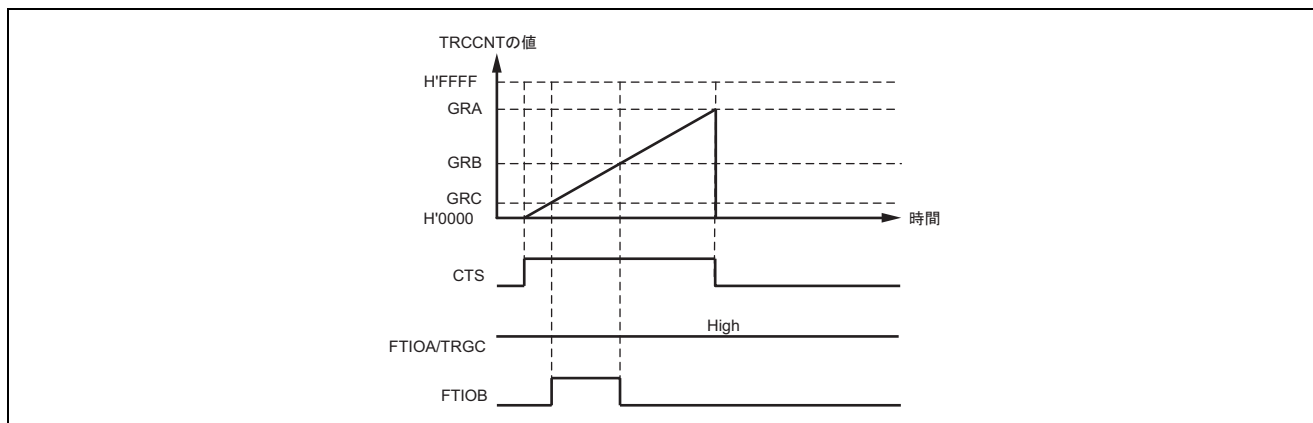 TRCCNTの値
H'FFFF
GRA
GRB
GRC
H'0000
時間
CTS
High
FTIOA/TRGC
FTIOB